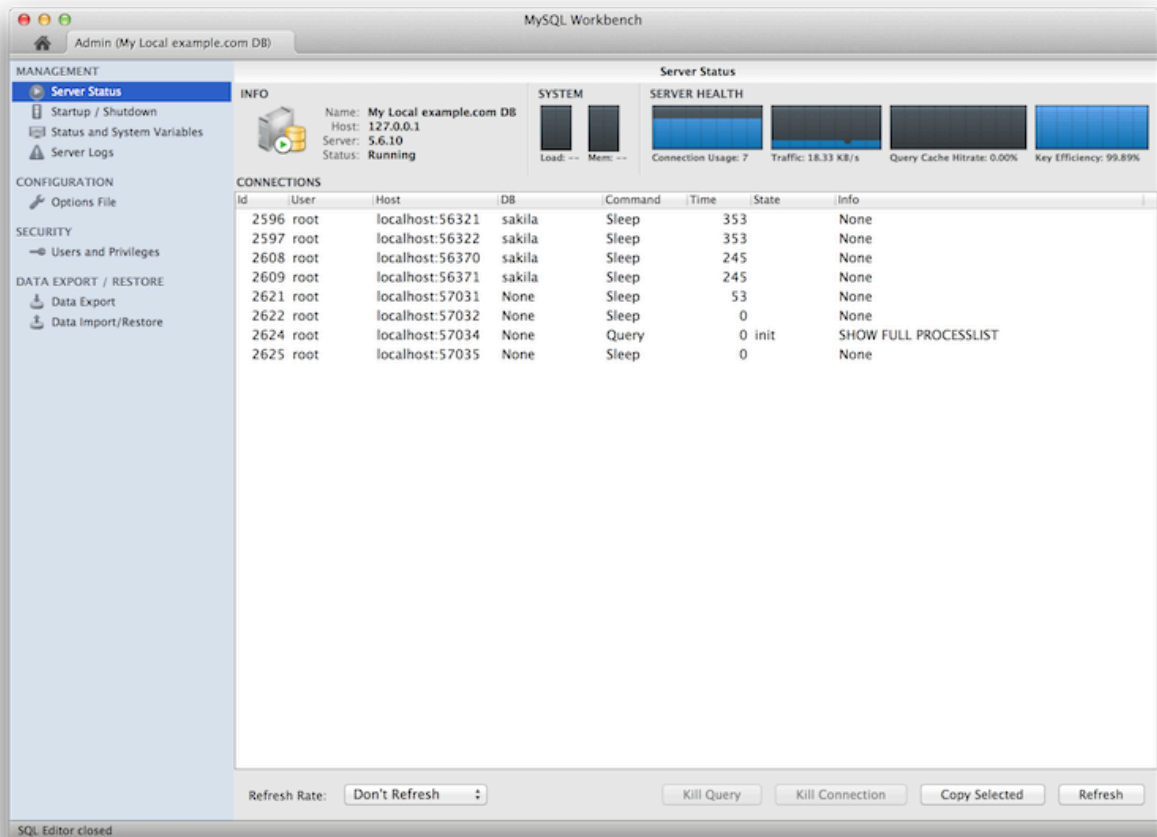 MySQL Workbench
Admin (My Local example.com DB)
MANAGEMENT
Server Status
Startup / Shutdown
Status and System Variables
Server Logs
CONFIGURATION
Options File
SECURITY
Users and Privileges
DATA EXPORT / RESTORE
Data Export
Data Import/Restore
Server Status
INFO
Name: My Local example.com DB
Host: 127.0.0.1
Server: 5.6.10
Status: Running
SYSTEM
Load: -- Mem: --
SERVER HEALTH
Connection Usage: 7 Traffic: 18.33 KB/s Query Cache Hitrate: 0.00% Key Efficiency: 99.89%
CONNECTIONS
Id User Host DB Command Time State Info
2596 root localhost:56321 sakila Sleep 353 None
2597 root localhost:56322 sakila Sleep 353 None
2608 root localhost:56370 sakila Sleep 245 None
2609 root localhost:56371 sakila Sleep 245 None
2621 root localhost:57031 None Sleep 53 None
2622 root localhost:57032 None Sleep 0 None
2624 root localhost:57034 None Query 0 init SHOW FULL PROCESSLIST
2625 root localhost:57035 None Sleep 0 None
Refresh Rate: Don't Refresh Kill Query Kill Connection Copy Selected Refresh
SQL Editor closed